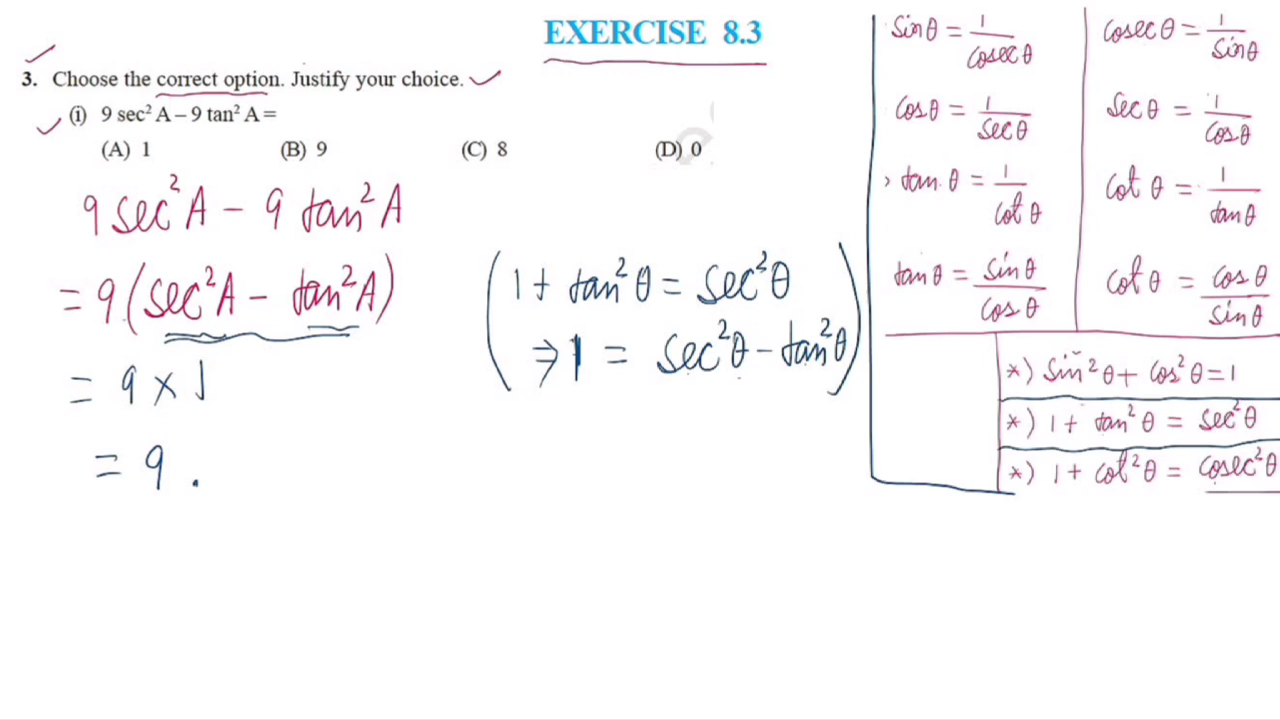 EXERCISE 8.3
3. Choose the correct option. Justify your choice.
(i) 9 sec² A – 9 tan² A =
(A) 1 (B) 9 (C) 8 (D) 0
9 sec²A − 9 tan²A
= 9 (sec²A − tan²A)
= 9 × 1
= 9 .
( 1 + tan²θ = sec²θ
⇒ 1 = sec²θ − tan²θ )
sinθ = 1/cosecθ
cosecθ = 1/sinθ
cosθ = 1/secθ
secθ = 1/cosθ
tan θ = 1/cotθ
cot θ = 1/tanθ
tanθ = sinθ/cosθ
cot θ = cosθ/sinθ
*) sin²θ + cos²θ = 1
*) 1 + tan²θ = sec²θ
*) 1 + cot²θ = cosec²θ